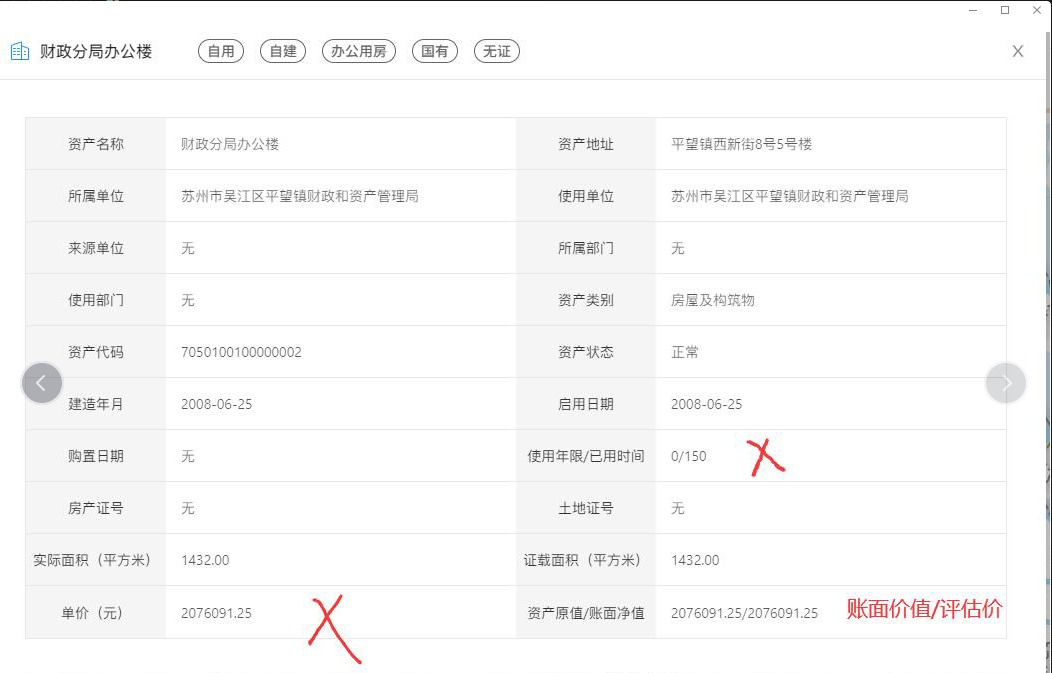 财政分局办公楼 自用 自建 办公用房 国有 无证
资产名称 财政分局办公楼 资产地址 平望镇西新街8号5号楼
所属单位 苏州市吴江区平望镇财政和资产管理局 使用单位 苏州市吴江区平望镇财政和资产管理局
来源单位 无 所属部门 无
使用部门 无 资产类别 房屋及构筑物
资产代码 7050100100000002 资产状态 正常
建造年月 2008-06-25 启用日期 2008-06-25
购置日期 无 使用年限/已用时间 0/150
房产证号 无 土地证号 无
实际面积（平方米） 1432.00 证载面积（平方米） 1432.00
单价（元） 2076091.25 资产原值/账面净值 2076091.25/2076091.25 账面价值/评估价